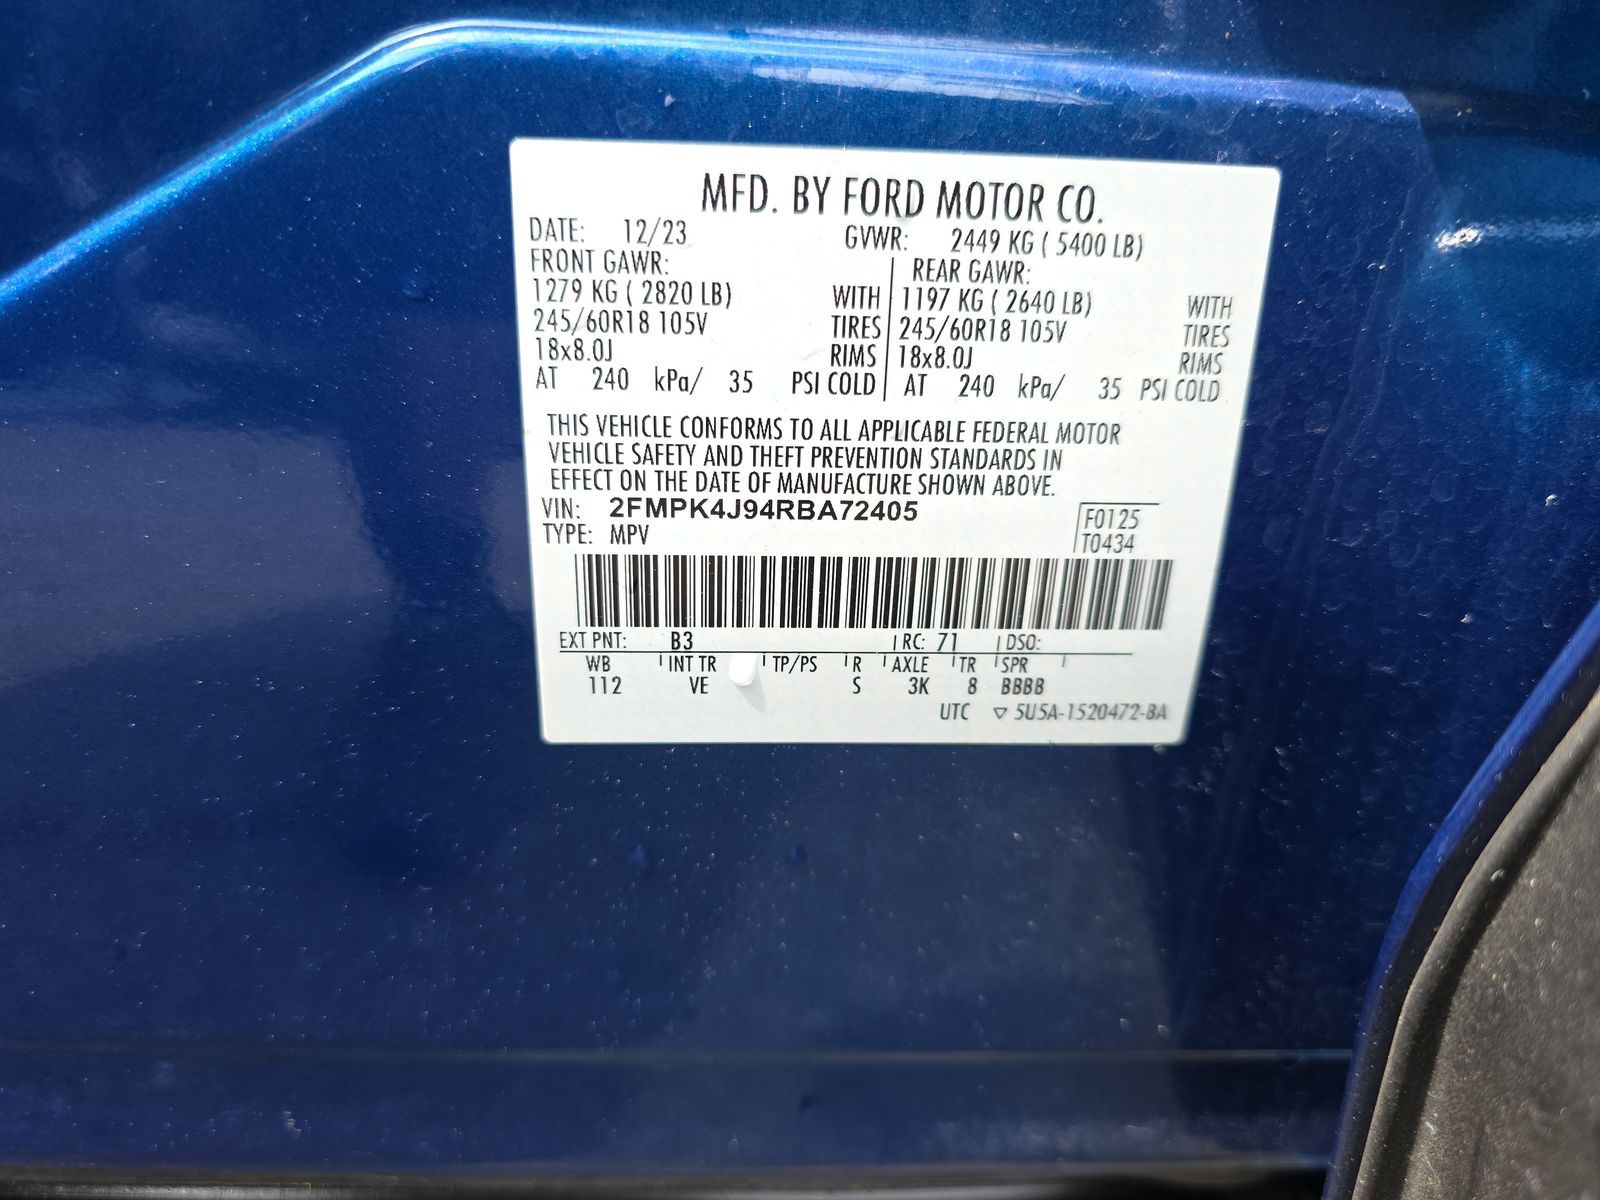 MFD. BY FORD MOTOR CO.
DATE: 12/23 GVWR: 2449 KG ( 5400 LB)
FRONT GAWR: REAR GAWR:
1279 KG ( 2820 LB) WITH 1197 KG ( 2640 LB) WITH
245/60R18 105V TIRES 245/60R18 105V TIRES
18x8.0J RIMS 18x8.0J RIMS
AT 240 kPa/ 35 PSI COLD AT 240 kPa/ 35 PSI COLD
THIS VEHICLE CONFORMS TO ALL APPLICABLE FEDERAL MOTOR
VEHICLE SAFETY AND THEFT PREVENTION STANDARDS IN
EFFECT ON THE DATE OF MANUFACTURE SHOWN ABOVE.
VIN: 2FMPK4J94RBA72405 F0125
TYPE: MPV T0434
EXT PNT: B3 RC: 71 DSO:
WB INT TR TP/PS R AXLE TR SPR
112 VE S 3K 8 BBBB
UTC ▽ 5U5A-1520472-BA